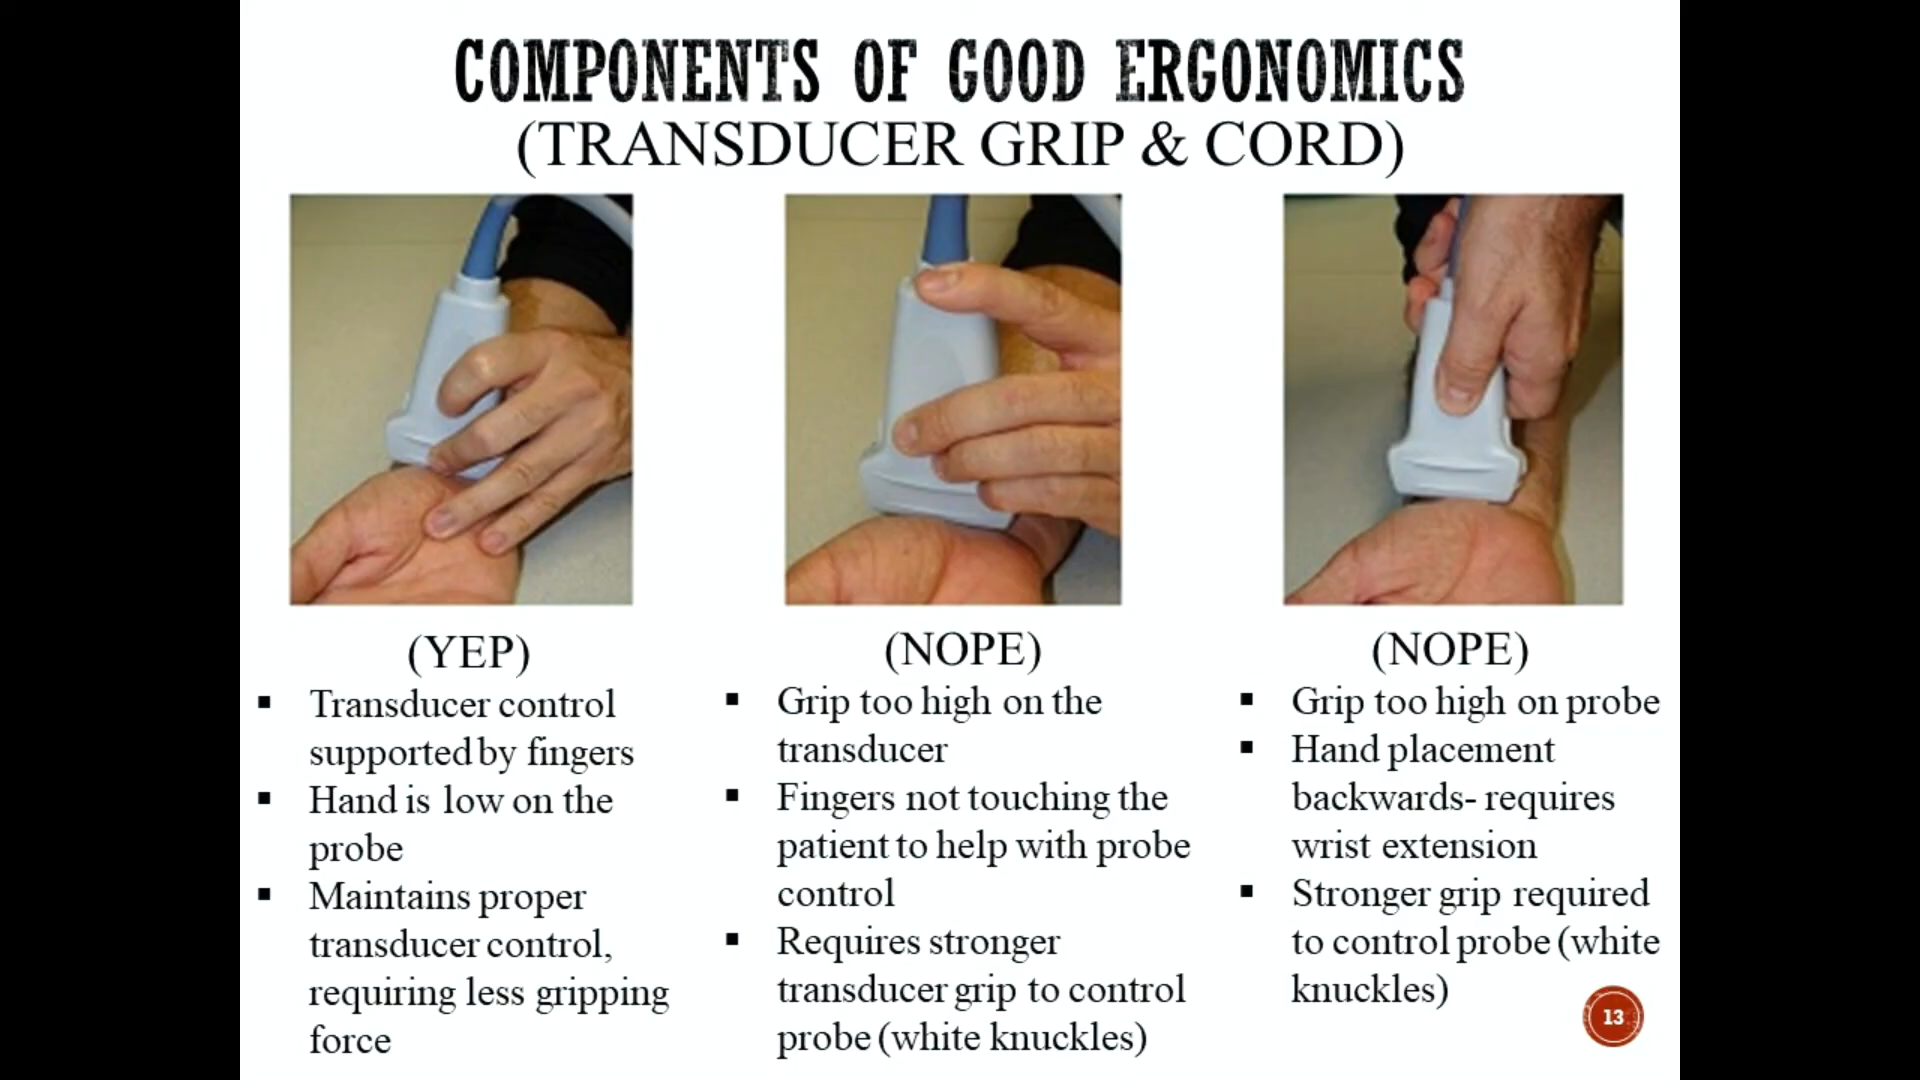 COMPONENTS OF GOOD ERGONOMICS
(TRANSDUCER GRIP & CORD)
(YEP)
▪ Transducer control
supported by fingers
▪ Hand is low on the
probe
▪ Maintains proper
transducer control,
requiring less gripping
force
(NOPE)
▪ Grip too high on the
transducer
▪ Fingers not touching the
patient to help with probe
control
▪ Requires stronger
transducer grip to control
probe (white knuckles)
(NOPE)
▪ Grip too high on probe
▪ Hand placement
backwards- requires
wrist extension
▪ Stronger grip required
to control probe (white
knuckles)
13